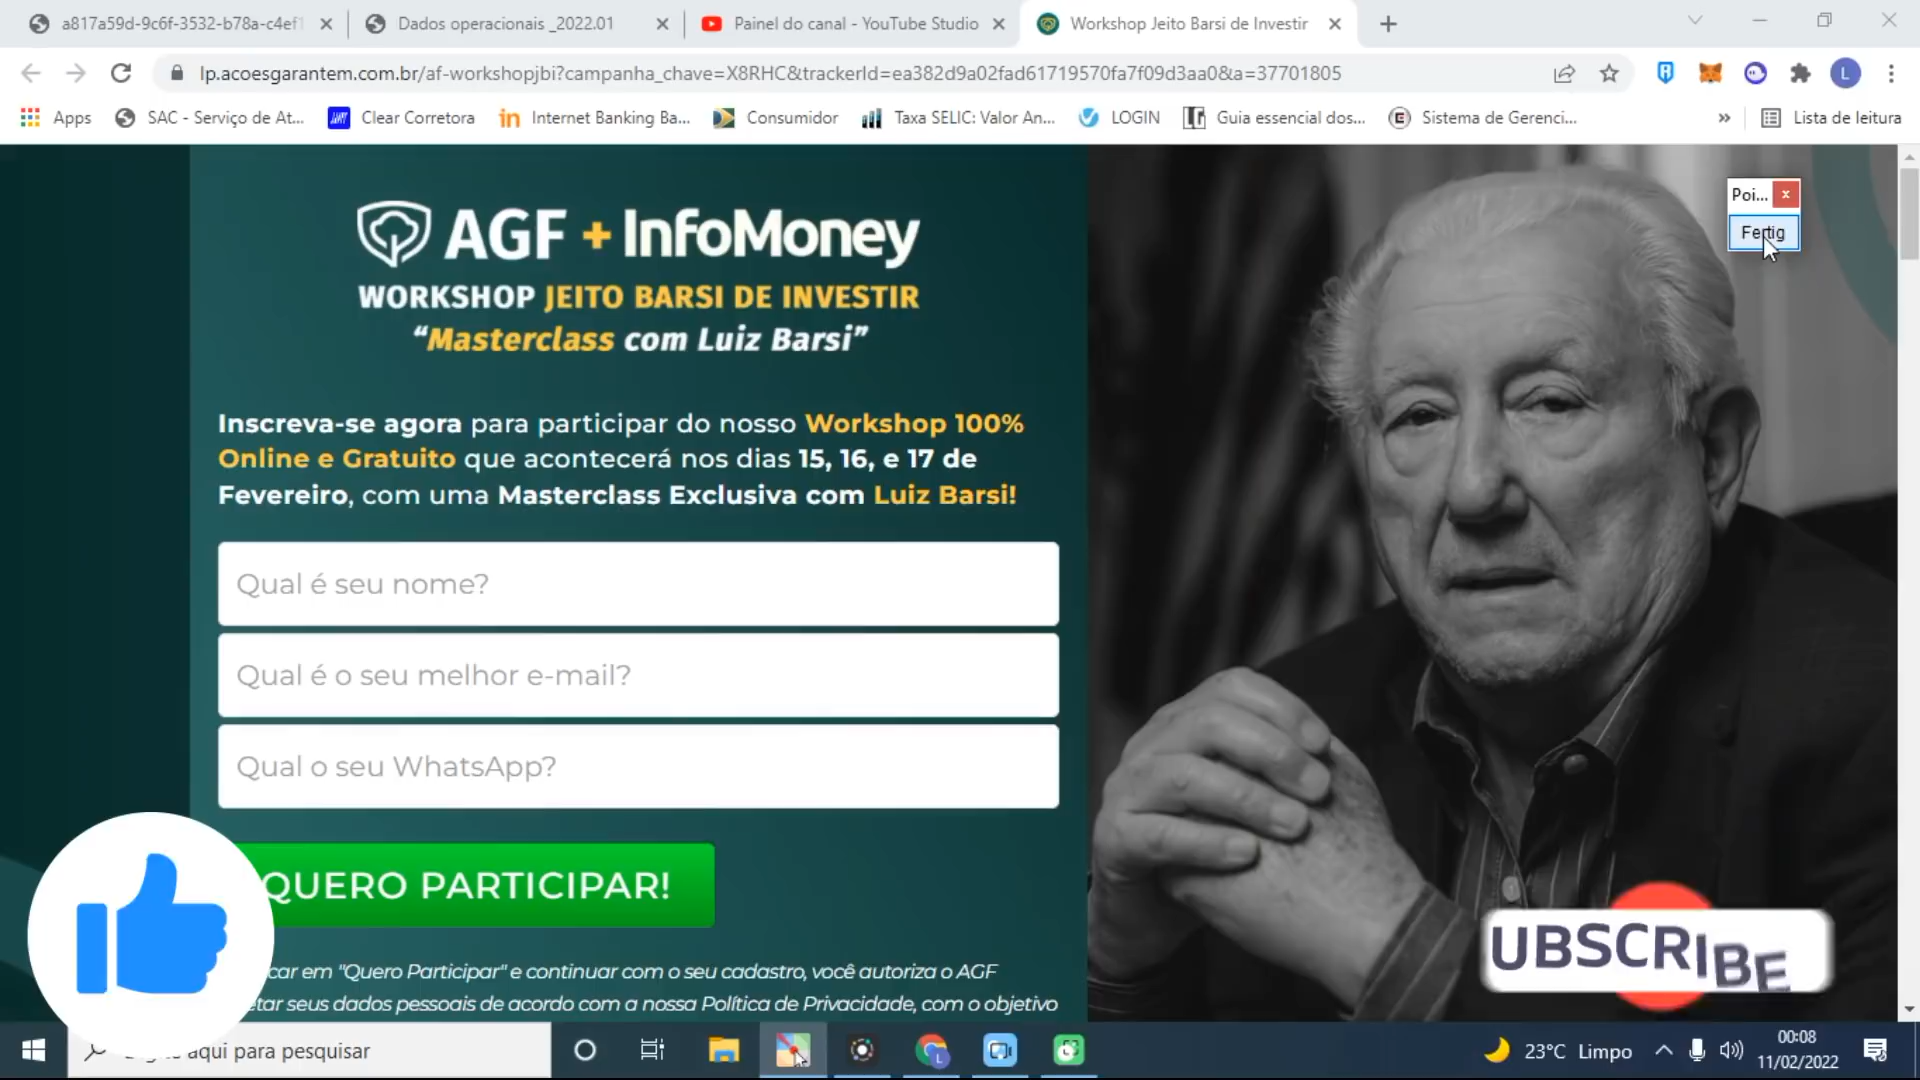 a817a59d-9c6f-3532-b78a-c4ef1
Dados operacionais _2022.01
Painel do canal - YouTube Studio
Workshop Jeito Barsi de Investir
lp.acoesgarantem.com.br/af-workshopjbi?campanha_chave=X8RHC&trackerId=ea382d9a02fad61719570fa7f09d3aa0&a=37701805
L
Apps
SAC - Serviço de At...
Clear Corretora
in
Internet Banking Ba...
Consumidor
Taxa SELIC: Valor An...
LOGIN
Guia essencial dos...
Sistema de Gerenci...
»
Lista de leitura
AGF + InfoMoney
WORKSHOP JEITO BARSI DE INVESTIR
“Masterclass com Luiz Barsi”
Poi...
Fertig
Inscreva-se agora para participar do nosso Workshop 100%
Online e Gratuito que acontecerá nos dias 15, 16, e 17 de
Fevereiro, com uma Masterclass Exclusiva com Luiz Barsi!
Qual é seu nome?
Qual é o seu melhor e-mail?
Qual o seu WhatsApp?
QUERO PARTICIPAR!
car em "Quero Participar" e continuar com o seu cadastro, você autoriza o AGF
etar seus dados pessoais de acordo com a nossa Política de Privacidade, com o objetivo
UBSCRIBE
aqui para pesquisar
23°C Limpo
00:08
11/02/2022